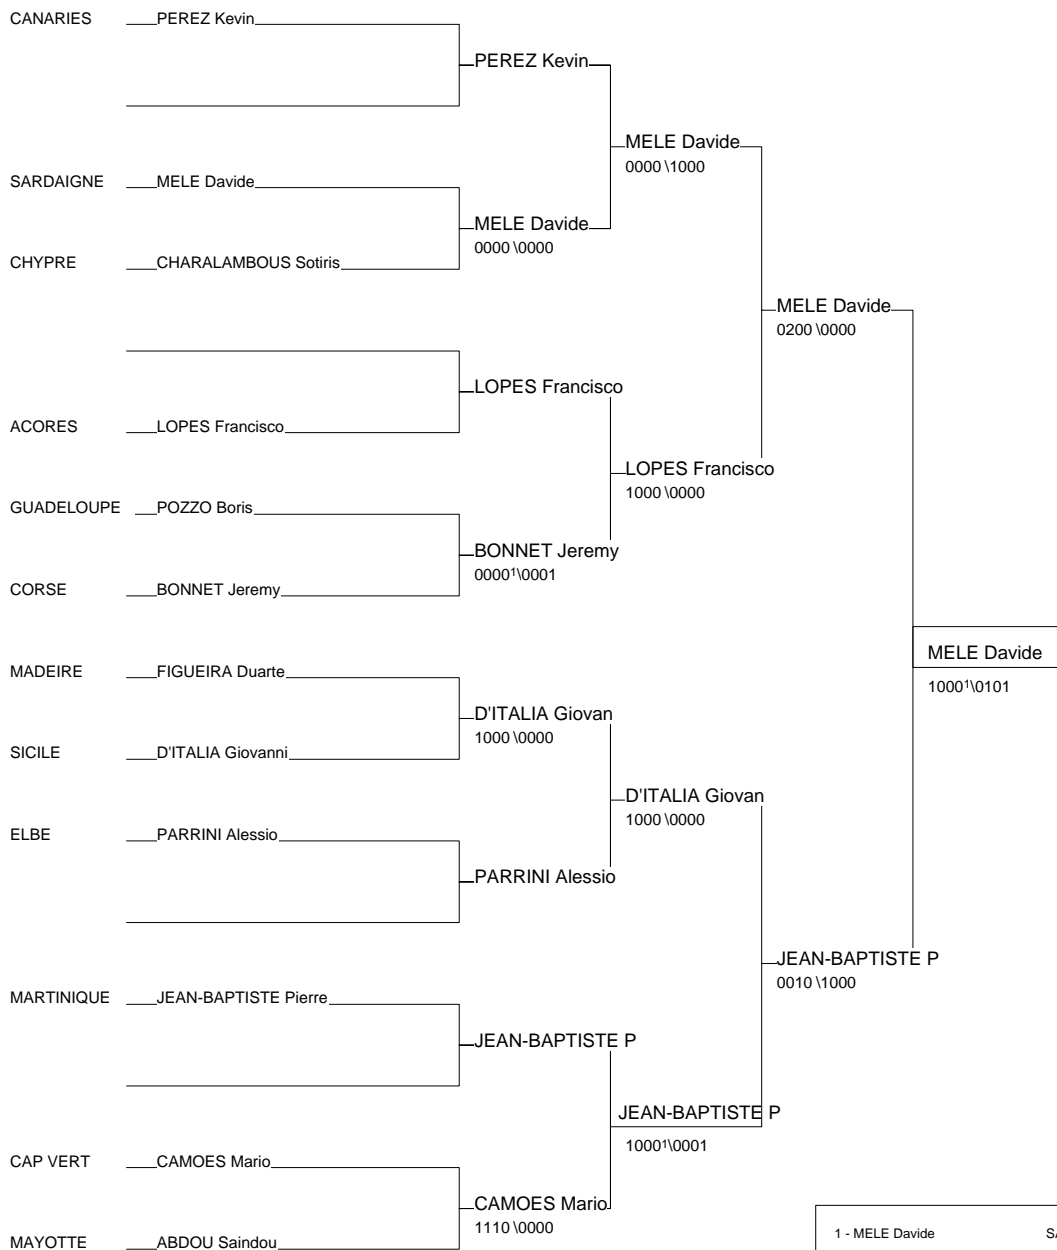 CANARIES PEREZ Kevin
PEREZ Kevin
MELE Davide
0000 \1000
SARDAIGNE MELE Davide
MELE Davide
0000 \0000
CHYPRE CHARALAMBOUS Sotiris
MELE Davide
0200 \0000
LOPES Francisco
ACORES LOPES Francisco
LOPES Francisco
1000 \0000
GUADELOUPE POZZO Boris
BONNET Jeremy
0000¹\0001
CORSE BONNET Jeremy
MELE Davide
1000¹\0101
MADEIRE FIGUEIRA Duarte
D'ITALIA Giovan
1000 \0000
SICILE D'ITALIA Giovanni
D'ITALIA Giovan
1000 \0000
ELBE PARRINI Alessio
PARRINI Alessio
JEAN-BAPTISTE P
0010 \1000
MARTINIQUE JEAN-BAPTISTE Pierre
JEAN-BAPTISTE P
JEAN-BAPTISTE P
1000¹\0001
CAP VERT CAMOES Mario
CAMOES Mario
1110 \0000
MAYOTTE ABDOU Saindou
1 - MELE Davide